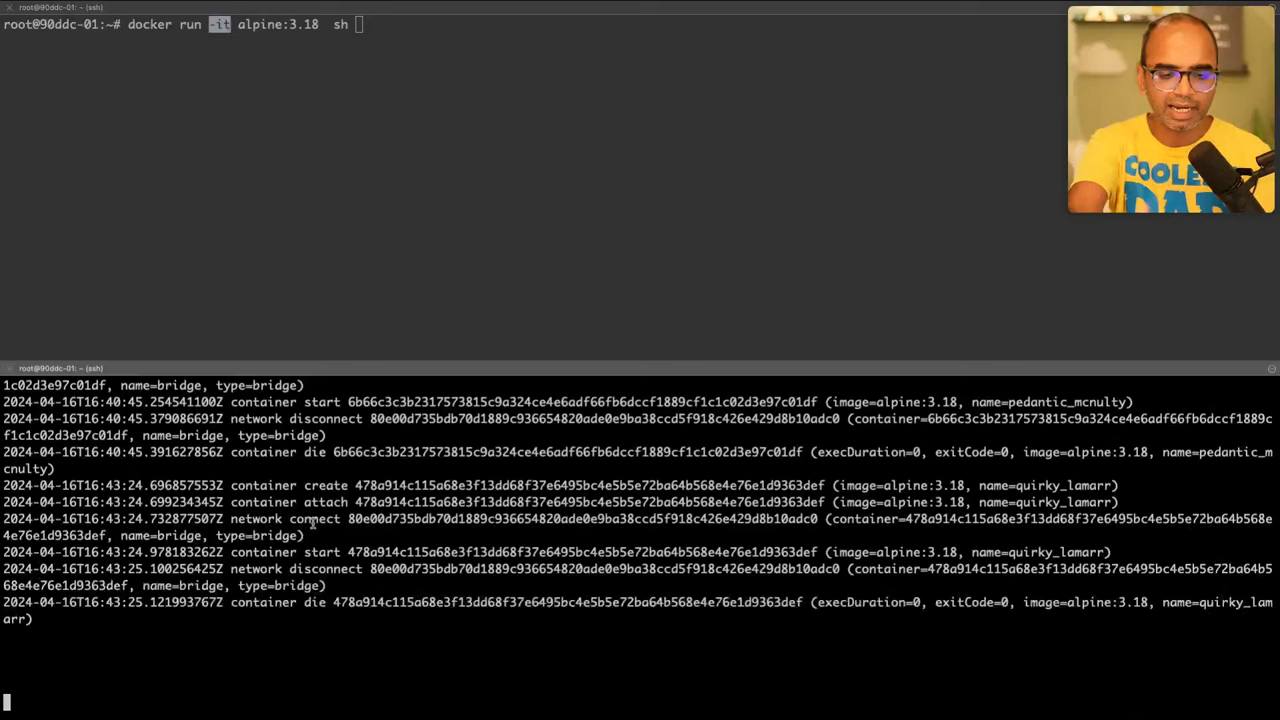 root@90ddc-01: ~ (ssh)
root@90ddc-01:~# docker run -it alpine:3.18  sh
COOLES
DAD
root@90ddc-01: ~ (ssh)
1c02d3e97c01df, name=bridge, type=bridge)
2024-04-16T16:40:45.254541100Z container start 6b66c3c3b2317573815c9a324ce4e6adf66fb6dccf1889cf1c1c02d3e97c01df (image=alpine:3.18, name=pedantic_mcnulty)
2024-04-16T16:40:45.379086691Z network disconnect 80e00d735bdb70d1889c936654820ade0e9ba38ccd5f918c426e429d8b10adc0 (container=6b66c3c3b2317573815c9a324ce4e6adf66fb6dccf1889c
f1c1c02d3e97c01df, name=bridge, type=bridge)
2024-04-16T16:40:45.391627856Z container die 6b66c3c3b2317573815c9a324ce4e6adf66fb6dccf1889cf1c1c02d3e97c01df (execDuration=0, exitCode=0, image=alpine:3.18, name=pedantic_m
cnulty)
2024-04-16T16:43:24.696857553Z container create 478a914c115a68e3f13dd68f37e6495bc4e5b5e72ba64b568e4e76e1d9363def (image=alpine:3.18, name=quirky_lamarr)
2024-04-16T16:43:24.699234345Z container attach 478a914c115a68e3f13dd68f37e6495bc4e5b5e72ba64b568e4e76e1d9363def (image=alpine:3.18, name=quirky_lamarr)
2024-04-16T16:43:24.732877507Z network connect 80e00d735bdb70d1889c936654820ade0e9ba38ccd5f918c426e429d8b10adc0 (container=478a914c115a68e3f13dd68f37e6495bc4e5b5e72ba64b568e
4e76e1d9363def, name=bridge, type=bridge)
2024-04-16T16:43:24.978183262Z container start 478a914c115a68e3f13dd68f37e6495bc4e5b5e72ba64b568e4e76e1d9363def (image=alpine:3.18, name=quirky_lamarr)
2024-04-16T16:43:25.100256425Z network disconnect 80e00d735bdb70d1889c936654820ade0e9ba38ccd5f918c426e429d8b10adc0 (container=478a914c115a68e3f13dd68f37e6495bc4e5b5e72ba64b5
68e4e76e1d9363def, name=bridge, type=bridge)
2024-04-16T16:43:25.121993767Z container die 478a914c115a68e3f13dd68f37e6495bc4e5b5e72ba64b568e4e76e1d9363def (execDuration=0, exitCode=0, image=alpine:3.18, name=quirky_lam
arr)